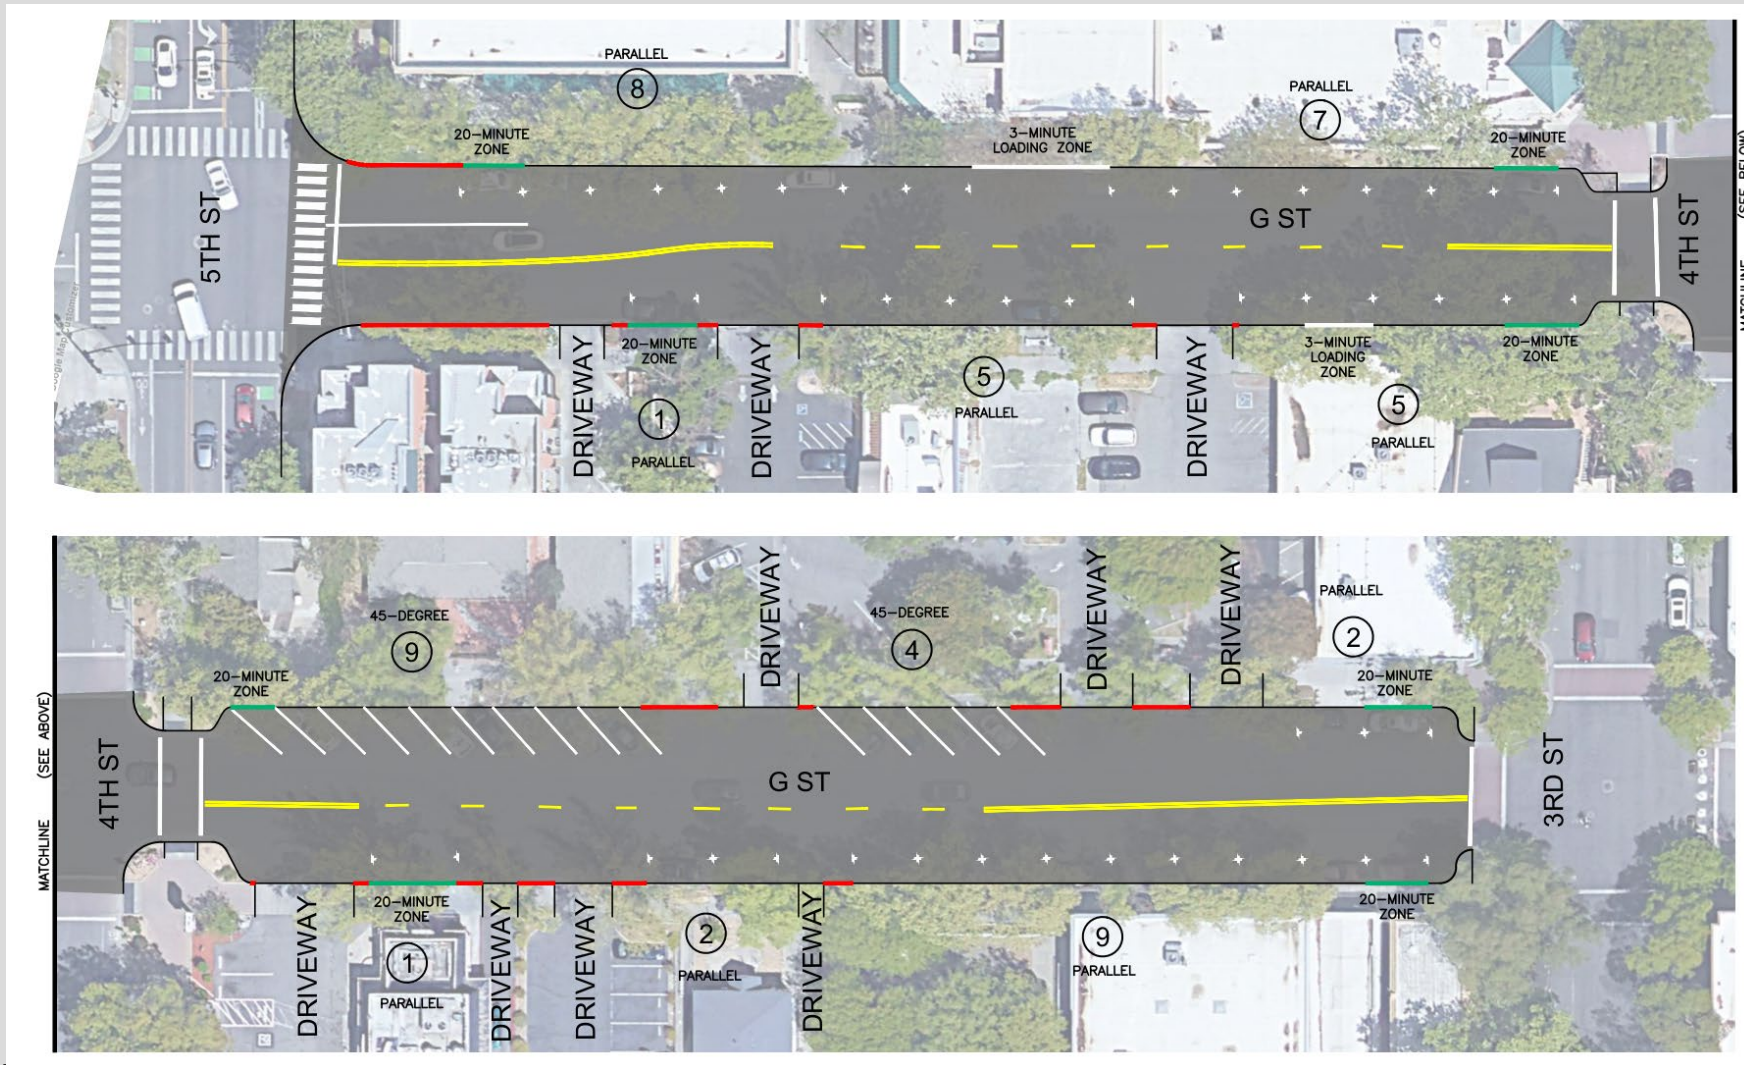 PARALLEL
8
PARALLEL
7
20-MINUTE
ZONE
3-MINUTE
LOADING ZONE
20-MINUTE
ZONE
5TH ST
G ST
4TH ST
MATCHLINE (SEE BELOW)
DRIVEWAY
20-MINUTE
ZONE
1
PARALLEL
DRIVEWAY
5
PARALLEL
DRIVEWAY
3-MINUTE
LOADING
ZONE
5
PARALLEL
20-MINUTE
ZONE
MATCHLINE (SEE ABOVE)
4TH ST
20-MINUTE
ZONE
45-DEGREE
9
DRIVEWAY
45-DEGREE
4
DRIVEWAY
DRIVEWAY
PARALLEL
2
20-MINUTE
ZONE
G ST
3RD ST
DRIVEWAY
20-MINUTE
ZONE
1
PARALLEL
DRIVEWAY
DRIVEWAY
2
PARALLEL
DRIVEWAY
9
PARALLEL
20-MINUTE
ZONE